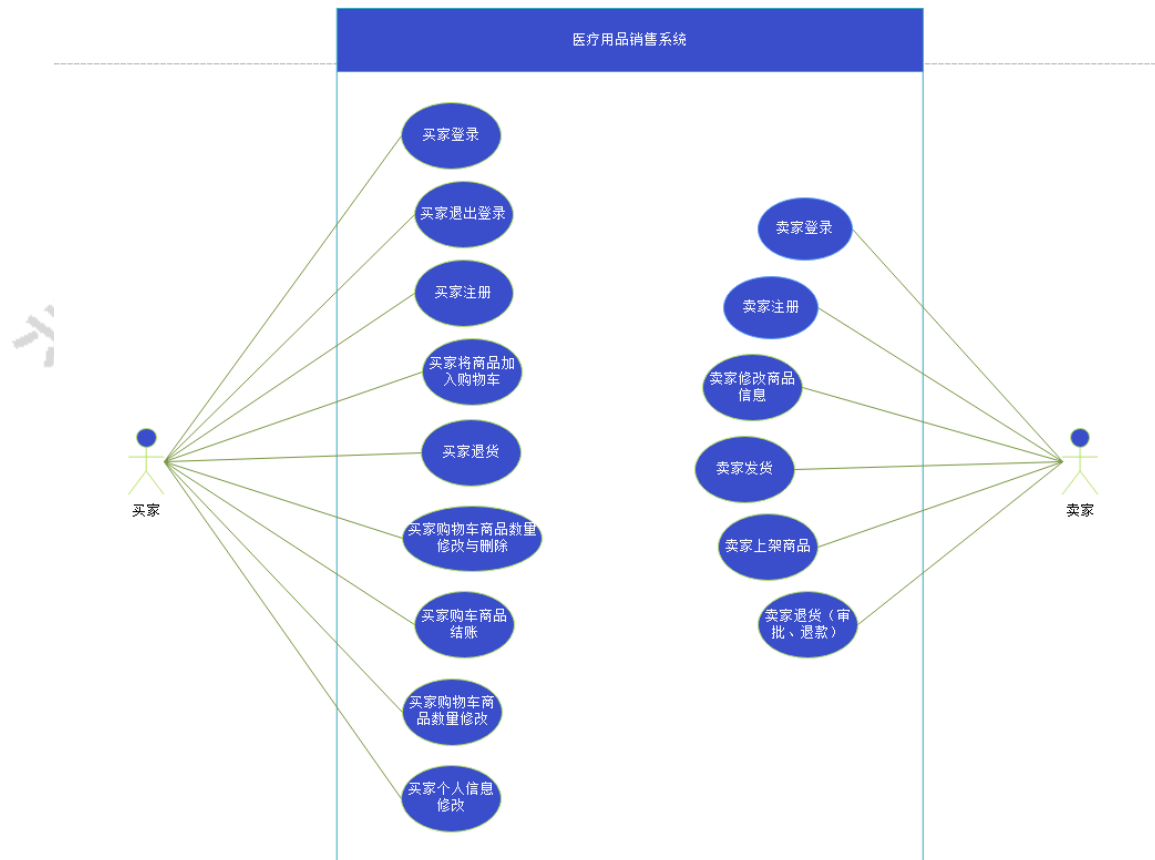 医疗用品销售系统
买家登录
买家退出登录
买家注册
买家将商品加
入购物车
买家退货
买家购物车商品数量
修改与删除
买家购车商品
结账
买家购物车商
品数量修改
买家个人信息
修改
买家
卖家登录
卖家注册
卖家修改商品
信息
卖家发货
卖家上架商品
卖家退货（审
批、退款）
卖家